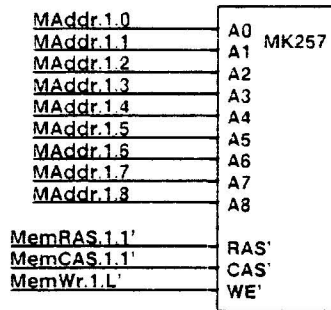 MAddr.1.0 A0 MK257
MAddr.1.1 A1
MAddr.1.2 A2
MAddr.1.3 A3
MAddr.1.4 A4
MAddr.1.5 A5
MAddr.1.6 A6
MAddr.1.7 A7
MAddr.1.8 A8
MemRAS.1.1' RAS'
MemCAS.1.1' CAS'
MemWr.1.L' WE'